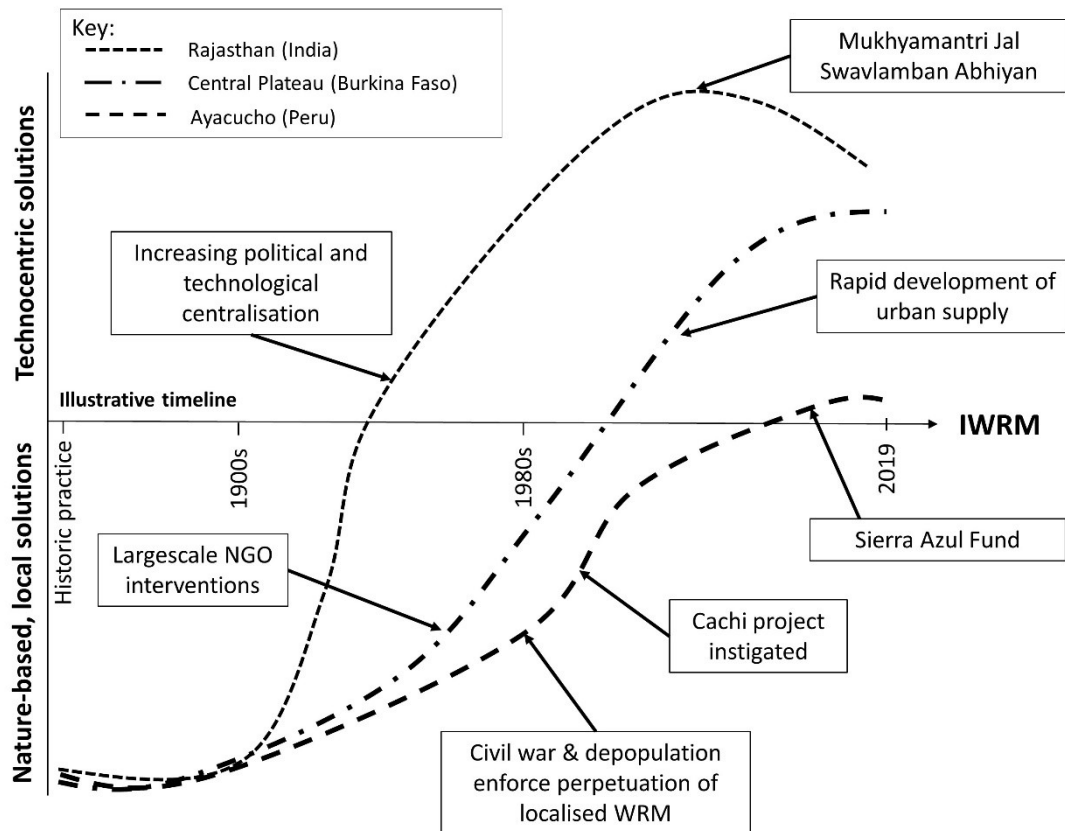 Key:
Rajasthan (India)
Central Plateau (Burkina Faso)
Ayacucho (Peru)
Mukhyamantri Jal
Swavlamban Abhiyan
Technocentric solutions
Increasing political and
technological
centralisation
Rapid development of
urban supply
Illustrative timeline
IWRM
Historic practice
1900s
1980s
2019
Nature-based, local solutions
Largescale NGO
interventions
Sierra Azul Fund
Cachi project
instigated
Civil war & depopulation
enforce perpetuation of
localised WRM